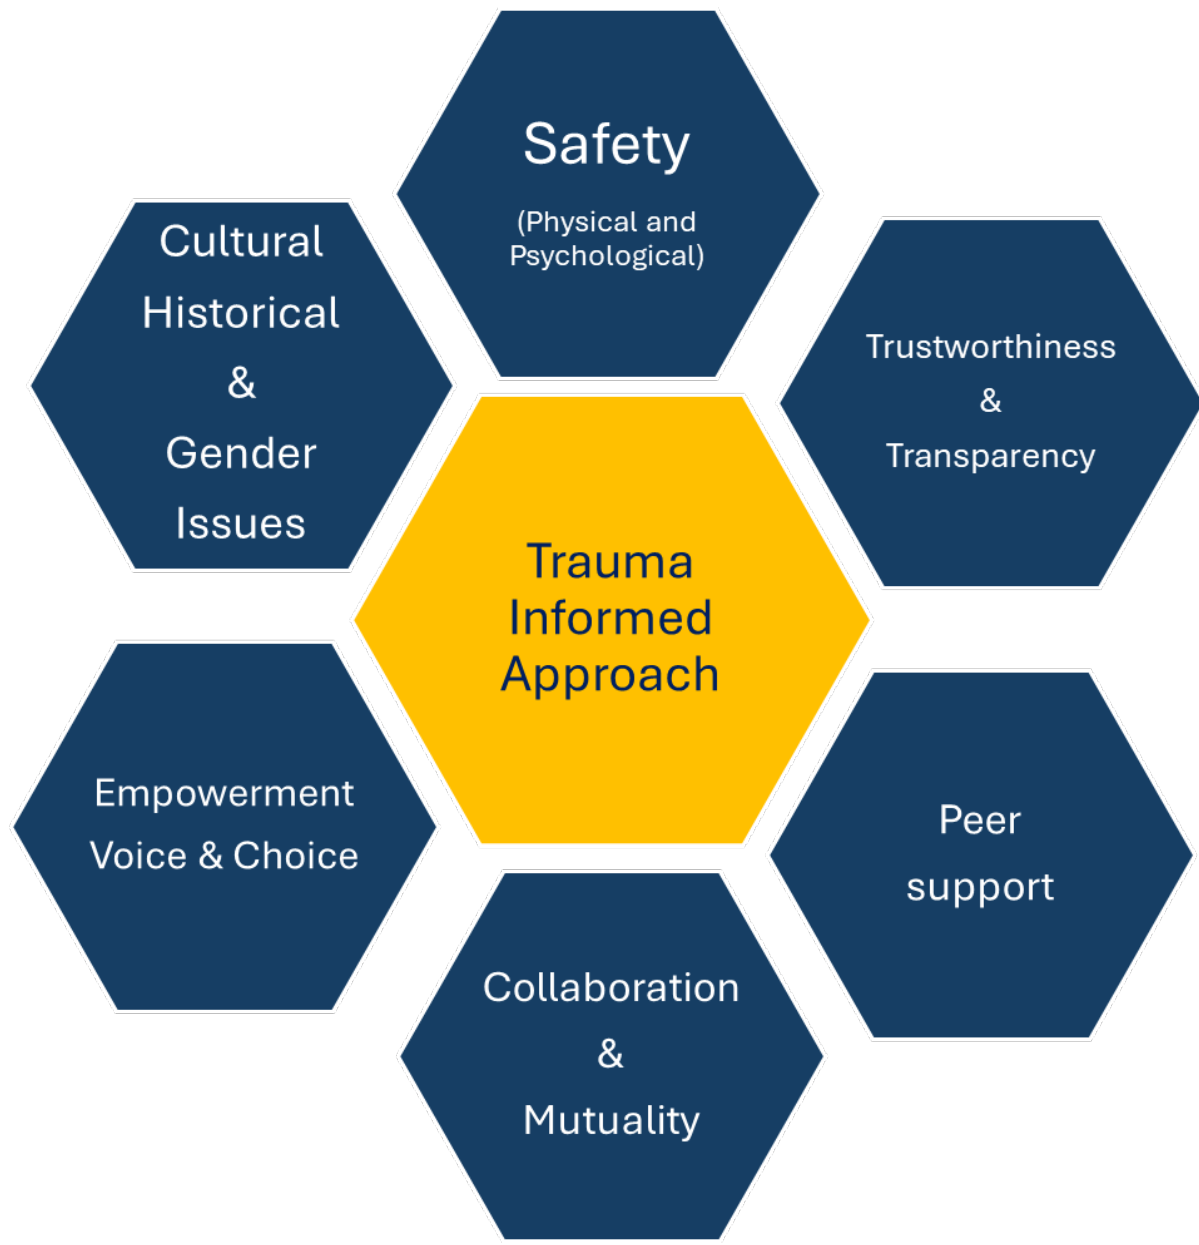 Safety
(Physical and
Psychological)
Cultural
Historical
&
Gender
Issues
Trustworthiness
&
Transparency
Trauma
Informed
Approach
Empowerment
Voice & Choice
Peer
support
Collaboration
&
Mutuality